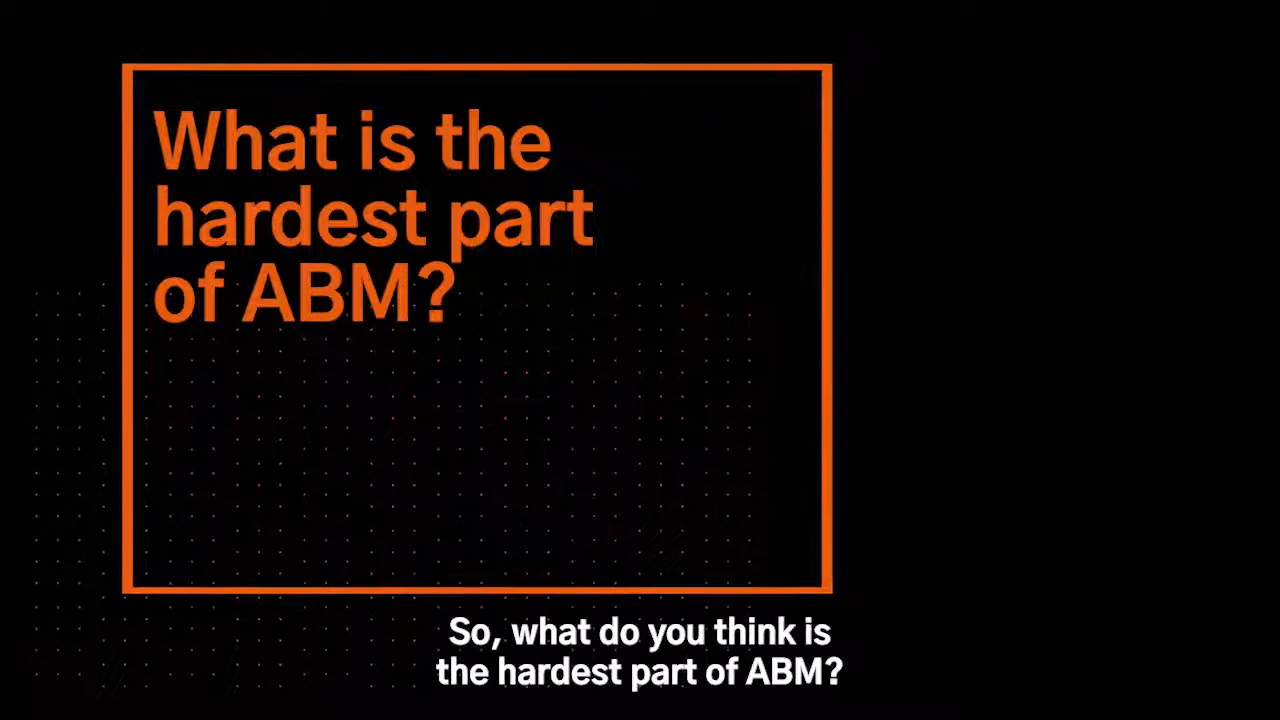 What is the
hardest part
of ABM?
So, what do you think is
the hardest part of ABM?